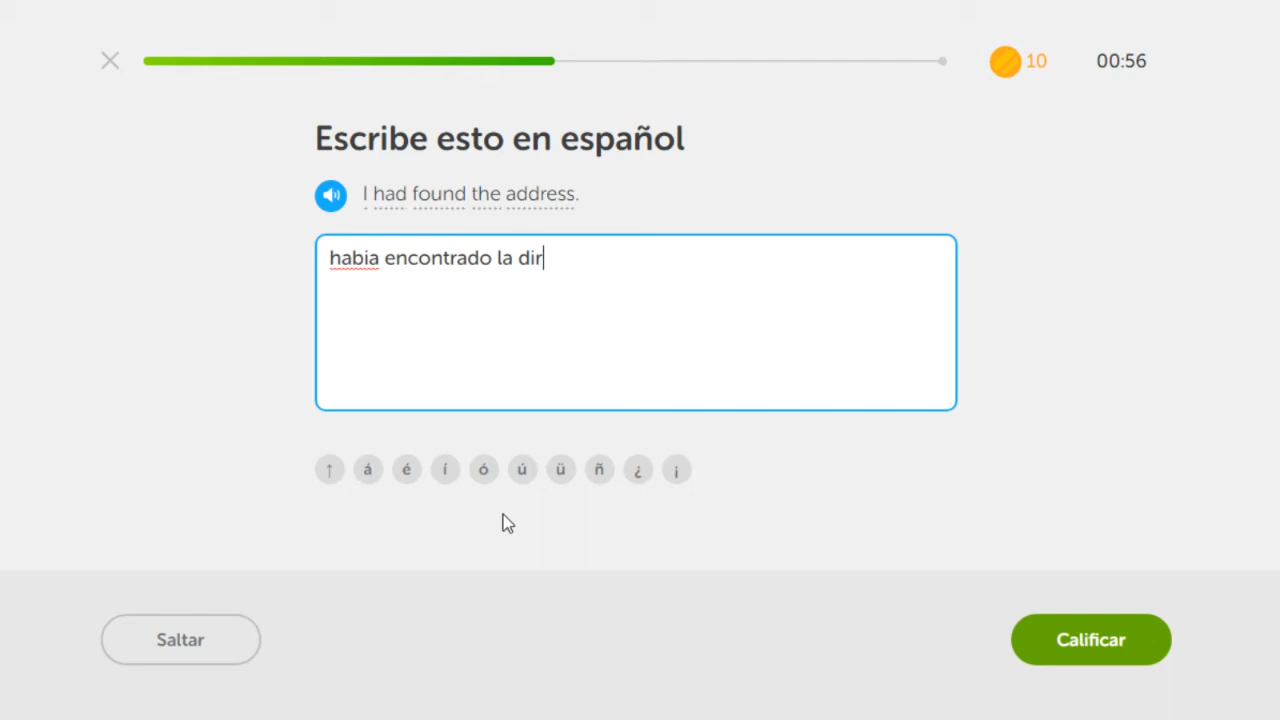 10 00:56
Escribe esto en español
I had found the address.
habia encontrado la dir
↑ á é í ó ú ü ñ ¿ ¡
Saltar Calificar